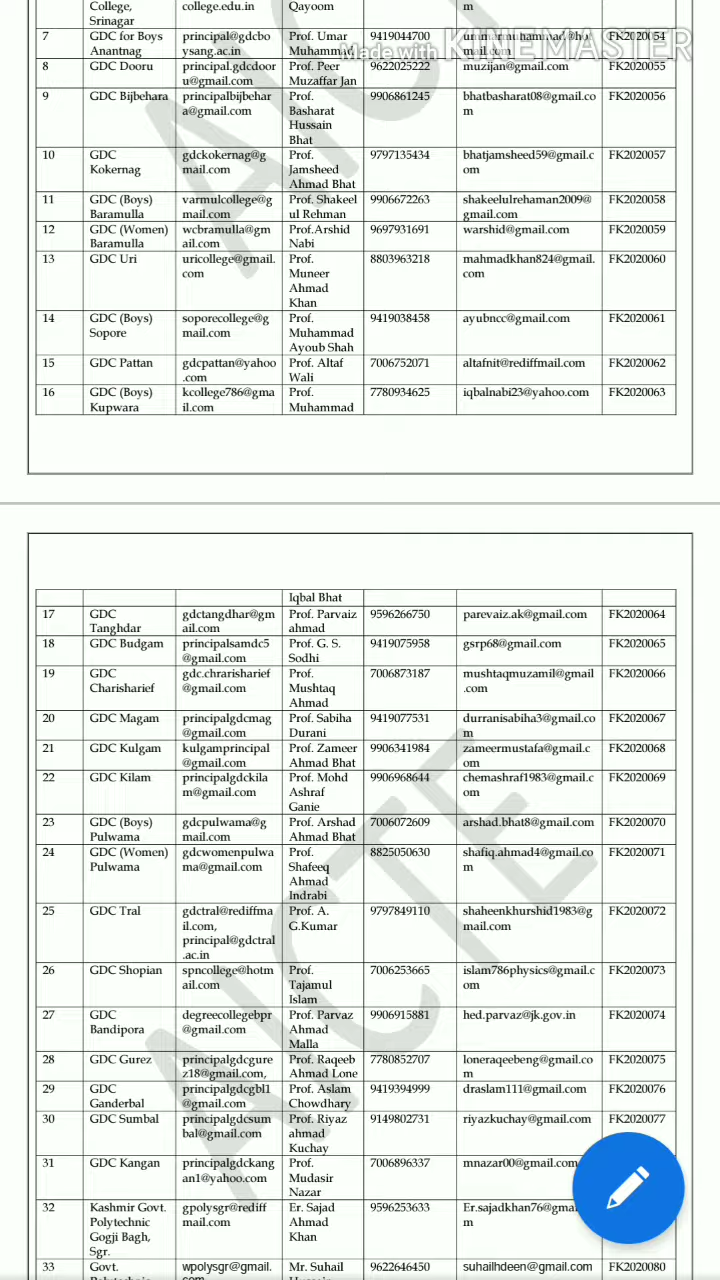 College, college.edu.in Qayoom m
Srinagar
Made with KINEMASTER
7 GDC for Boys principal@gdcbo Prof. Umar 9419044700 FK2020054
Anantnag ysang.ac.in Muhammad mail.com
8 GDC Dooru principal.gdcdoor Prof. Peer 9622025222 muzijan@gmail.com FK2020055
u@gmail.com Muzaffar Jan
9 GDC Bijbehara principalbijbehar Prof. 9906861245 bhatbasharat08@gmail.co FK2020056
a@gmail.com Basharat m
Hussain
Bhat
10 GDC gdckokernag@g Prof. 9797135434 bhatjamsheed59@gmail.c FK2020057
Kokernag mail.com Jamsheed om
Ahmad Bhat
11 GDC (Boys) varmulcollege@g Prof. Shakeel 9906672263 shakeelulrehaman2009@ FK2020058
Baramulla mail.com ul Rehman gmail.com
12 GDC (Women) wcbramulla@gm Prof.Arshid 9697931691 warshid@gmail.com FK2020059
Baramulla ail.com Nabi
13 GDC Uri uricollege@gmail. Prof. 8803963218 mahmadkhan824@gmail. FK2020060
com Muneer com
Ahmad
Khan
14 GDC (Boys) soporecollege@g Prof. 9419038458 ayubncc@gmail.com FK2020061
Sopore mail.com Muhammad
Ayoub Shah
15 GDC Pattan gdcpattan@yahoo Prof. Altaf 7006752071 altafnit@rediffmail.com FK2020062
.com Wali
16 GDC (Boys) kcollege786@gma Prof. 7780934625 iqbalnabi23@yahoo.com FK2020063
Kupwara il.com Muhammad
Iqbal Bhat
17 GDC gdctangdhar@gm Prof. Parvaiz 9596266750 parevaiz.ak@gmail.com FK2020064
Tanghdar ail.com ahmad
18 GDC Budgam principalsamdc5 Prof. G. S. 9419075958 gsrp68@gmail.com FK2020065
@gmail.com Sodhi
19 GDC gdc.chrarisharief Prof. 7006873187 mushtaqmuzamil@gmail FK2020066
Charisharief @gmail.com Mushtaq .com
Ahmad
20 GDC Magam principalgdcmag Prof. Sabiha 9419077531 durranisabiha3@gmail.co FK2020067
@gmail.com Durani m
21 GDC Kulgam kulgamprincipal Prof. Zameer 9906341984 zameermustafa@gmail.c FK2020068
@gmail.com Ahmad Bhat om
22 GDC Kilam principalgdckila Prof. Mohd 9906968644 chemashraf1983@gmail.c FK2020069
m@gmail.com Ashraf om
Ganie
23 GDC (Boys) gdcpulwama@g Prof. Arshad 7006072609 arshad.bhat8@gmail.com FK2020070
Pulwama mail.com Ahmad Bhat
24 GDC (Women) gdcwomenpulwa Prof. 8825050630 shafiq.ahmad4@gmail.co FK2020071
Pulwama ma@gmail.com Shafeeq m
Ahmad
Indrabi
25 GDC Tral gdctral@rediffma Prof. A. 9797849110 shaheenkhurshid1983@g FK2020072
il.com, G.Kumar mail.com
principal@gdctral
.ac.in
26 GDC Shopian spncollege@hotm Prof. 7006253665 islam786physics@gmail.c FK2020073
ail.com Tajamul om
Islam
27 GDC degreecollegebpr Prof. Parvaz 9906915881 hed.parvaz@jk.gov.in FK2020074
Bandipora @gmail.com Ahmad
Malla
28 GDC Gurez principalgdcgure Prof. Raqeeb 7780852707 loneraqeebeng@gmail.co FK2020075
z18@gmail.com, Ahmad Lone m
29 GDC principalgdcgbl1 Prof. Aslam 9419394999 draslam111@gmail.com FK2020076
Ganderbal @gmail.com Chowdhary
30 GDC Sumbal principalgdcsum Prof. Riyaz 9149802731 riyazkuchay@gmail.com FK2020077
bal@gmail.com ahmad
Kuchay
31 GDC Kangan principalgdckang Prof. 7006896337 mnazar00@gmail.com
an1@yahoo.com Mudasir
Nazar
32 Kashmir Govt. gpolysgr@rediff Er. Sajad 9596253633 Er.sajadkhan76@gma
Polytechnic mail.com Ahmad m
Gogji Bagh, Khan
Sgr.
33 Govt. wpolysgr@gmail. Mr. Suhail 9622646450 suhailhdeen@gmail.com FK2020080
AICTE